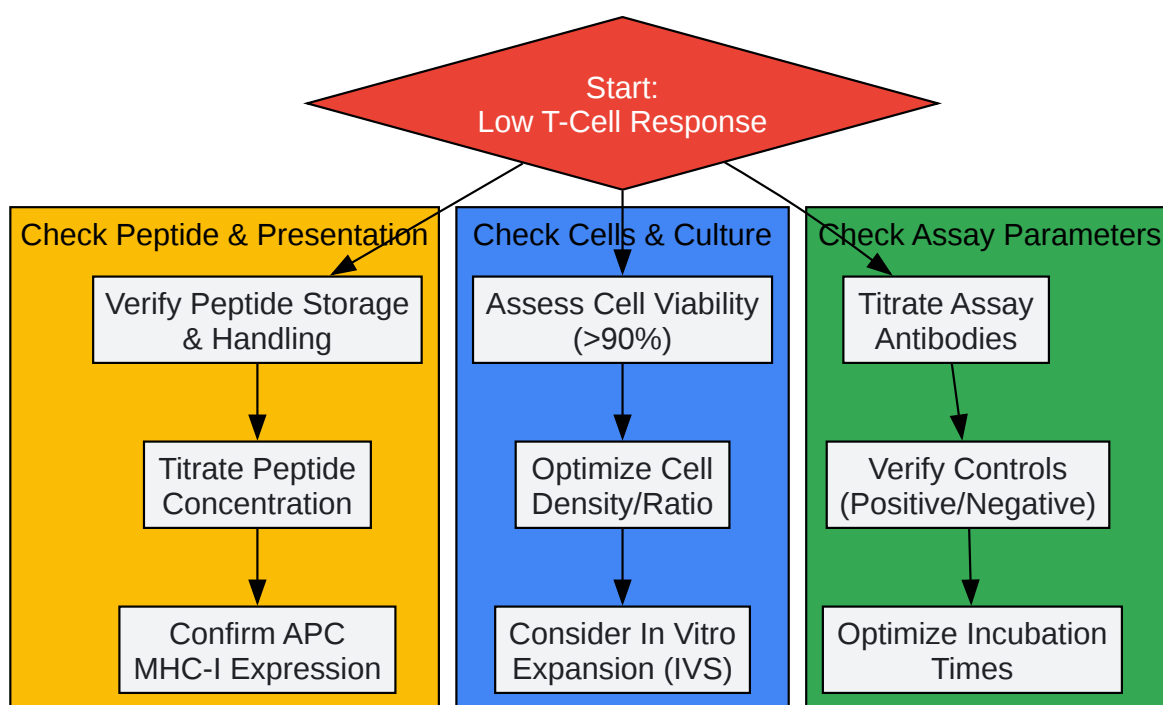 Start:
Low T-Cell Response
Check Peptide & Presentation
Verify Peptide Storage
& Handling
Titrate Peptide
Concentration
Confirm APC
MHC-I Expression
Check Cells & Culture
Assess Cell Viability
(>90%)
Optimize Cell
Density/Ratio
Consider In Vitro
Expansion (IVS)
Check Assay Parameters
Titrate Assay
Antibodies
Verify Controls
(Positive/Negative)
Optimize Incubation
Times